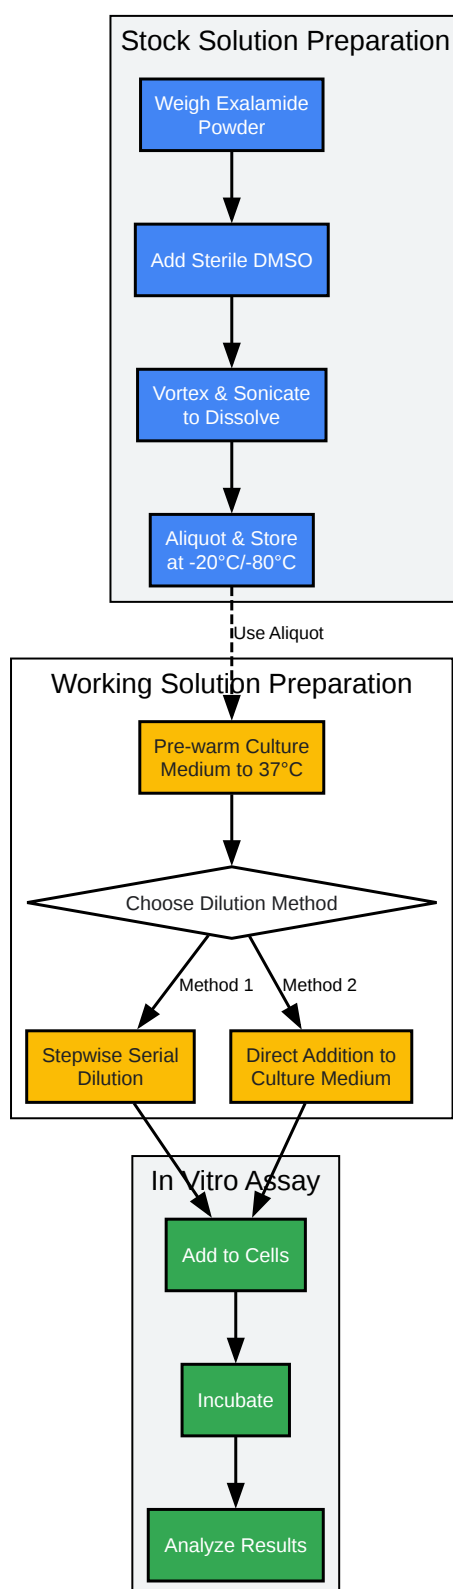 Stock Solution Preparation
Weigh Exalamide
Powder
Add Sterile DMSO
Vortex & Sonicate
to Dissolve
Aliquot & Store
at -20°C/-80°C
Use Aliquot
Working Solution Preparation
Pre-warm Culture
Medium to 37°C
Choose Dilution Method
Method 1
Method 2
Stepwise Serial
Dilution
Direct Addition to
Culture Medium
In Vitro Assay
Add to Cells
Incubate
Analyze Results